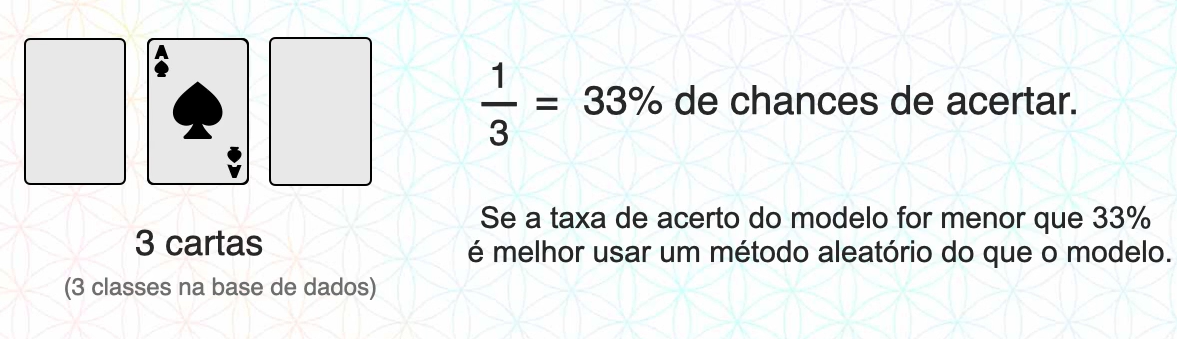 A
A
3 cartas
(3 classes na base de dados)
1
3
= 33% de chances de acertar.
Se a taxa de acerto do modelo for menor que 33%
é melhor usar um método aleatório do que o modelo.